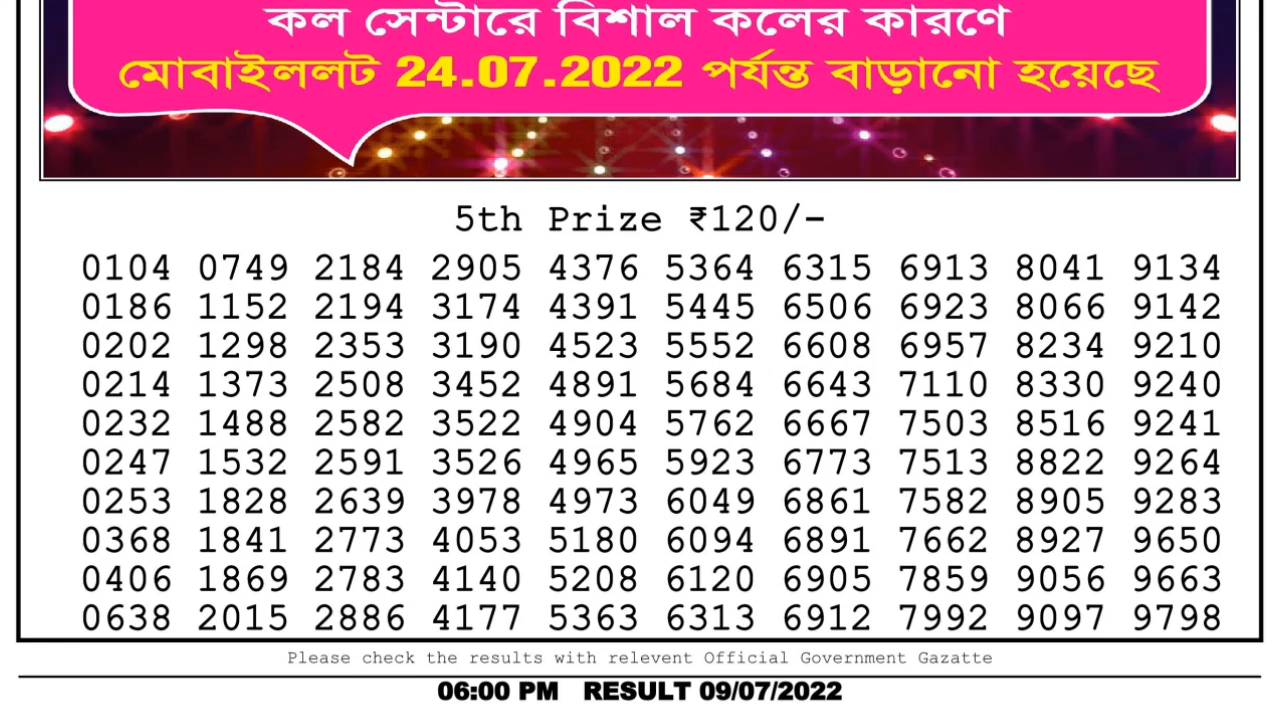 কল সেন্টারে বিশাল কলের কারণে
মোবাইললট 24.07.2022 পর্যন্ত বাড়ানো হয়েছে
5th Prize ₹120/-
0104 0749 2184 2905 4376 5364 6315 6913 8041 9134
0186 1152 2194 3174 4391 5445 6506 6923 8066 9142
0202 1298 2353 3190 4523 5552 6608 6957 8234 9210
0214 1373 2508 3452 4891 5684 6643 7110 8330 9240
0232 1488 2582 3522 4904 5762 6667 7503 8516 9241
0247 1532 2591 3526 4965 5923 6773 7513 8822 9264
0253 1828 2639 3978 4973 6049 6861 7582 8905 9283
0368 1841 2773 4053 5180 6094 6891 7662 8927 9650
0406 1869 2783 4140 5208 6120 6905 7859 9056 9663
0638 2015 2886 4177 5363 6313 6912 7992 9097 9798
Please check the results with relevent Official Government Gazatte
06:00 PM RESULT 09/07/2022